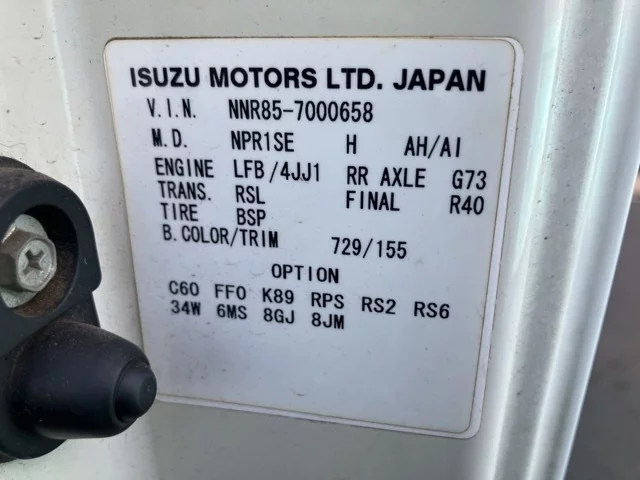 ISUZU MOTORS LTD. JAPAN
V.I.N. NNR85-7000658
M.D. NPR1SE H AH/AI
ENGINE LFB/4JJ1 RR AXLE G73
TRANS. RSL FINAL R40
TIRE BSP
B.COLOR/TRIM 729/155
OPTION
C60 FF0 K89 RPS RS2 RS6
34W 6MS 8GJ 8JM